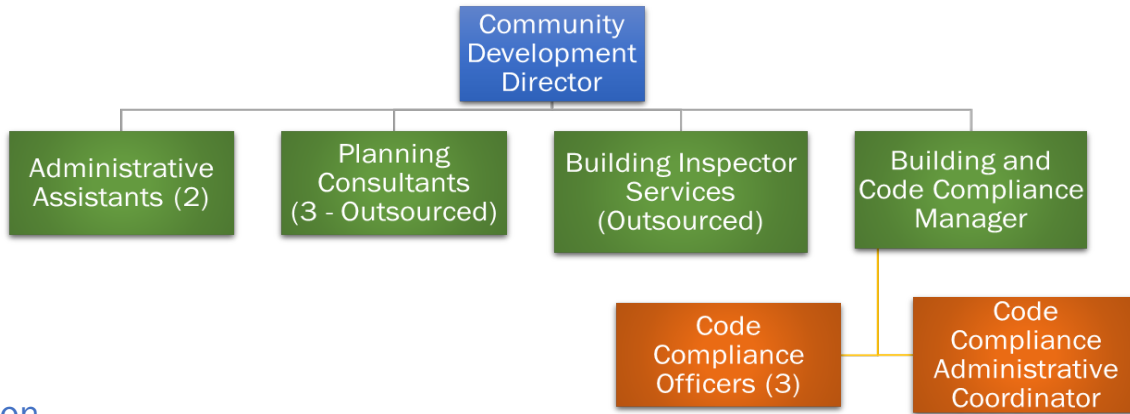 Community
Development
Director
Administrative
Assistants (2)
Planning
Consultants
(3 - Outsourced)
Building Inspector
Services
(Outsourced)
Building and
Code Compliance
Manager
Code
Compliance
Officers (3)
Code
Compliance
Administrative
Coordinator
on